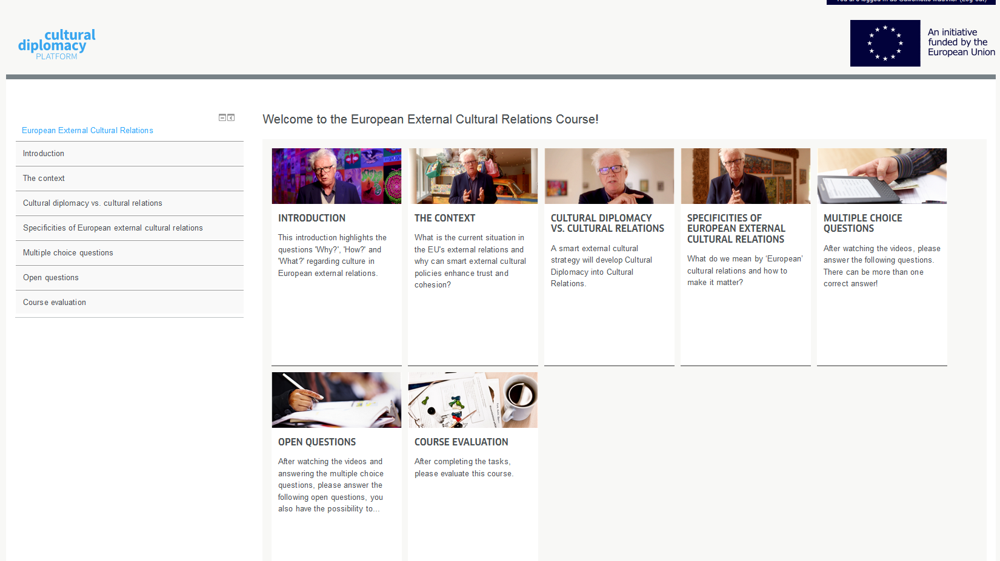 You are logged in as
cultural
diplomacy
PLATFORM
An initiative
funded by the
European Union
European External Cultural Relations
Introduction
The context
Cultural diplomacy vs. cultural relations
Specificities of European external cultural relations
Multiple choice questions
Open questions
Course evaluation
Welcome to the European External Cultural Relations Course!
INTRODUCTION
This introduction highlights the
questions 'Why?', 'How?' and
'What?' regarding culture in
European external relations.
THE CONTEXT
What is the current situation in
the EU's external relations and
why can smart external cultural
policies enhance trust and
cohesion?
CULTURAL DIPLOMACY
VS. CULTURAL RELATIONS
A smart external cultural
strategy will develop Cultural
Diplomacy into Cultural
Relations.
SPECIFICITIES OF
EUROPEAN EXTERNAL
CULTURAL RELATIONS
What do we mean by ‘European’
cultural relations and how to
make it matter?
MULTIPLE CHOICE
QUESTIONS
After watching the videos, please
answer the following questions.
There can be more than one
correct answer!
OPEN QUESTIONS
After watching the videos and
answering the multiple choice
questions, please answer the
following open questions, you
also have the possibility to...
COURSE EVALUATION
After completing the tasks,
please evaluate this course.